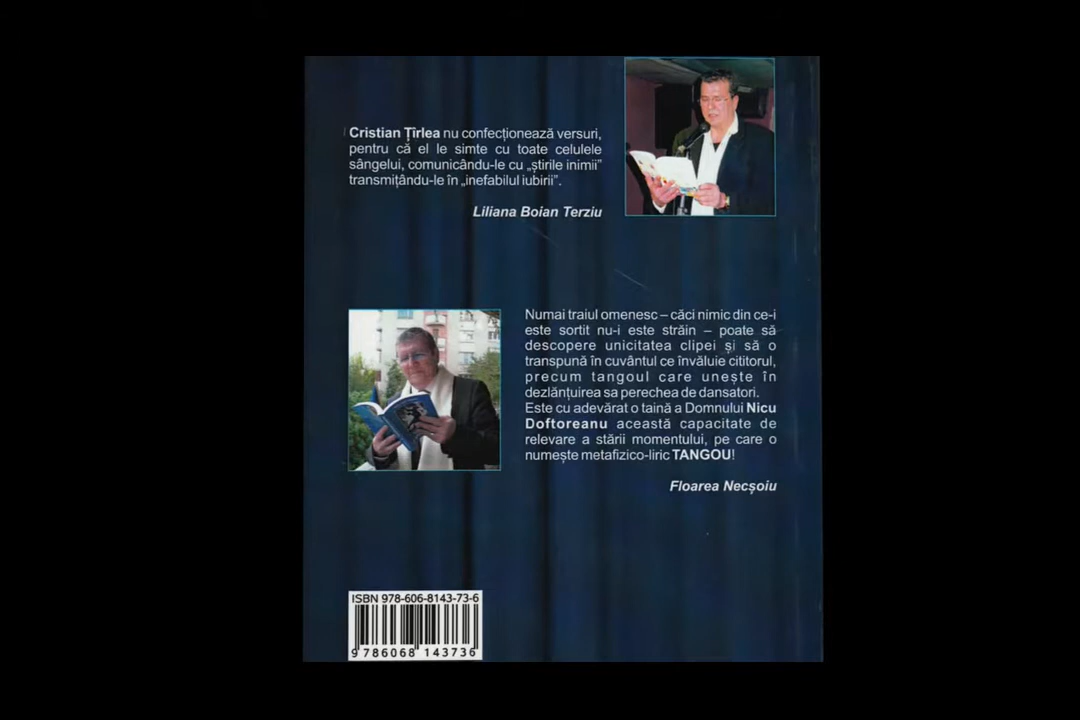 Cristian Țîrlea nu confecționează versuri,
pentru că el le simte cu toate celulele
sângelui, comunicându-le cu „știrile inimii”
transmițându-le în „inefabilul iubirii”.
Liliana Boian Terziu
Numai traiul omenesc – căci nimic din ce-i
este sortit nu-i este străin – poate să
descopere unicitatea clipei și să o
transpună în cuvântul ce învăluie cititorul,
precum tangoul care unește în
dezlănțuirea sa perechea de dansatori.
Este cu adevărat o taină a Domnului Nicu
Doftoreanu această capacitate de
relevare a stării momentului, pe care o
numește metafizico-liric TANGOU!
Floarea Necșoiu
ISBN 978-606-8143-73-6
9 786068 143736